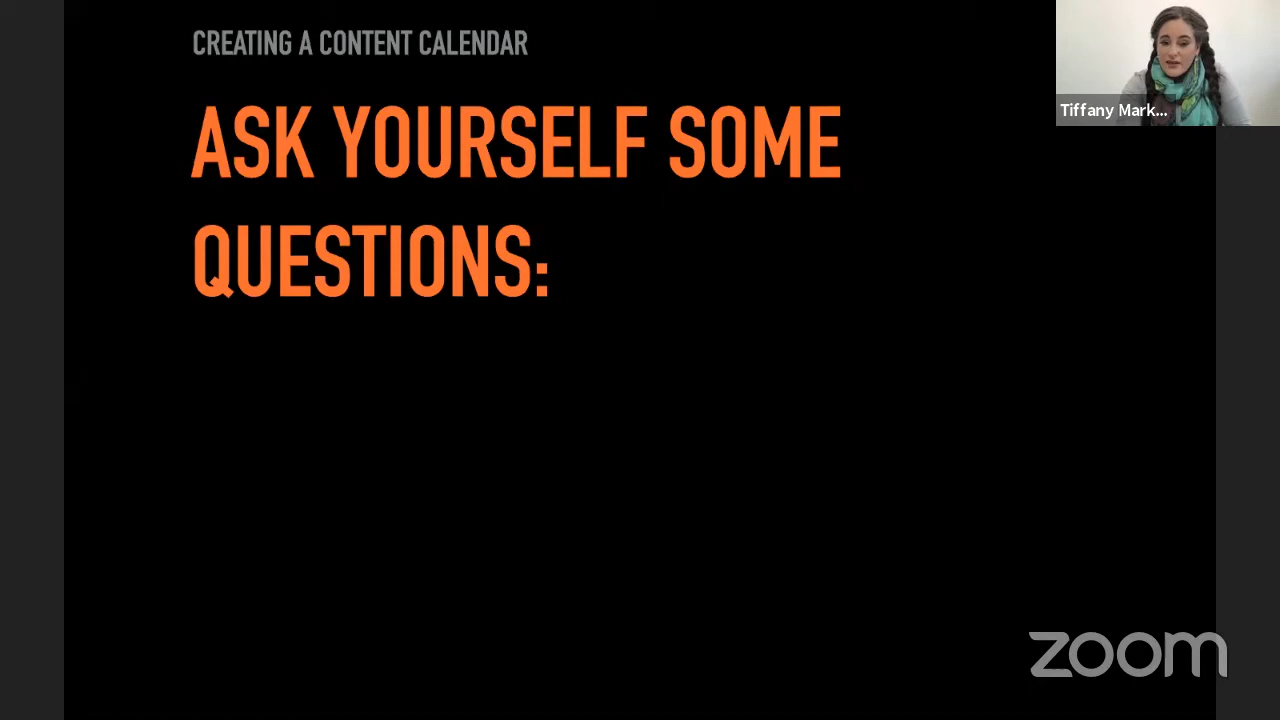 CREATING A CONTENT CALENDAR
ASK YOURSELF SOME
QUESTIONS:
Tiffany Mark...
zoom